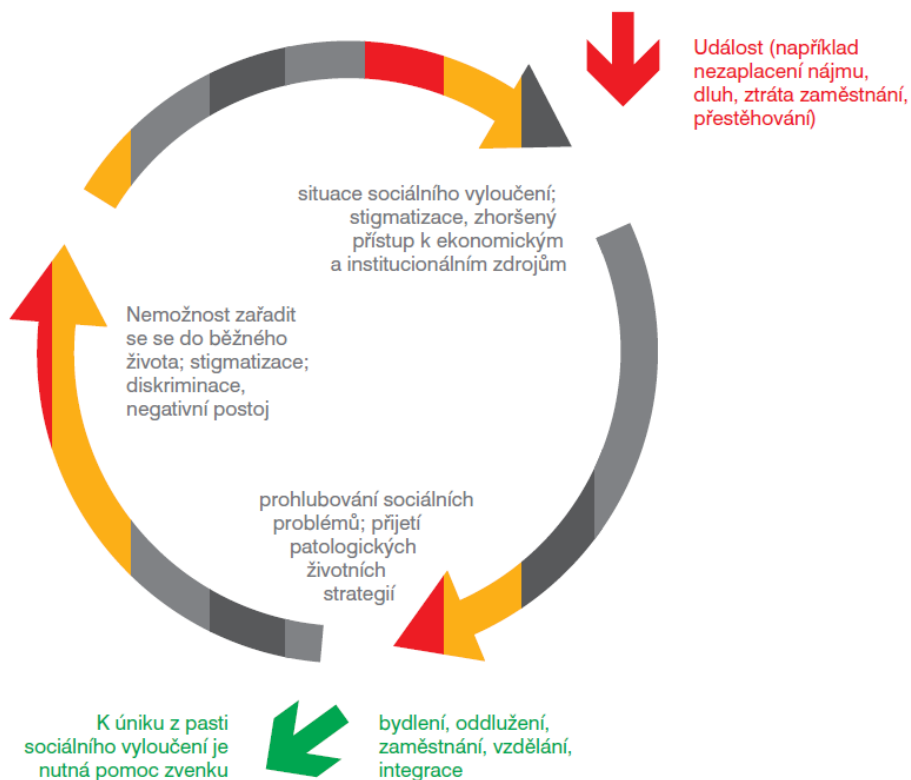 Událost (například
nezaplacení nájmu,
dluh, ztráta zaměstnání,
přestěhování)
situace sociálního vyloučení;
stigmatizace, zhoršený
přístup k ekonomickým
a institucionálním zdrojům
Nemožnost zařadit
se se do běžného
života; stigmatizace;
diskriminace,
negativní postoj
prohlubování sociálních
problémů; přijetí
patologických
životních
strategií
K úniku z pasti
sociálního vyloučení je
nutná pomoc zvenku
bydlení, oddlužení,
zaměstnání, vzdělání,
integrace